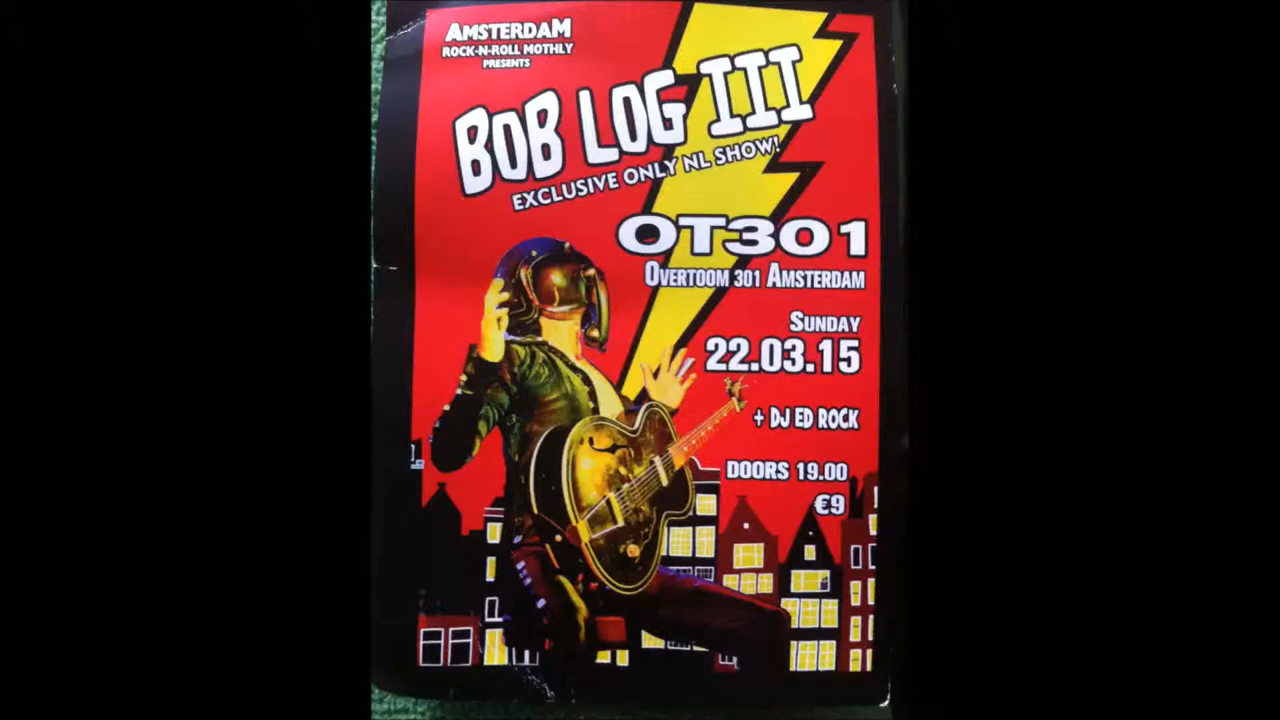 AMSTERDAM
ROCK-N-ROLL MOTHLY
PRESENTS
BOB LOG III
EXCLUSIVE ONLY NL SHOW!
OT301
OVERTOOM 301 AMSTERDAM
SUNDAY
22.03.15
+ DJ ED ROCK
DOORS 19.00
€9